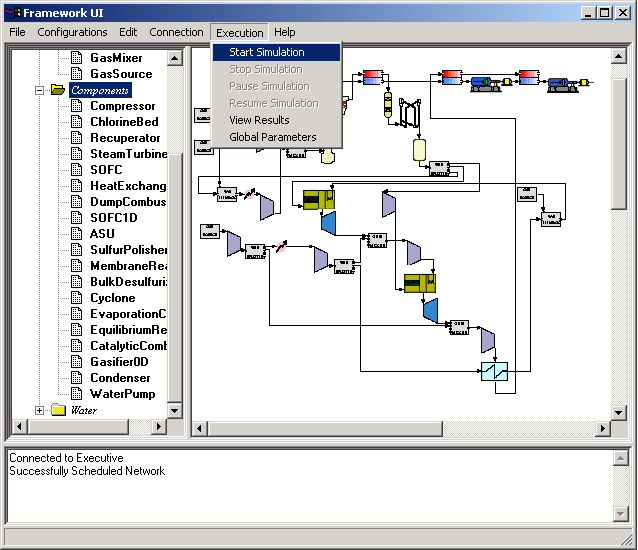 Framework UI
File Configurations Edit Connection Execution Help
Start Simulation
Stop Simulation
Pause Simulation
Resume Simulation
View Results
Global Parameters
GasMixer
GasSource
Components
Compressor
ChlorineBed
Recuperator
SteamTurbine
SOFC
HeatExchang
DumpCombus
SOFC1D
ASU
SulfurPolisher
MembraneRea
BulkDesulfuriz
Cyclone
EvaporationC
EquilibriumRe
CatalyticComb
Gasifier0D
Condenser
WaterPump
Water
Connected to Executive
Successfully Scheduled Network